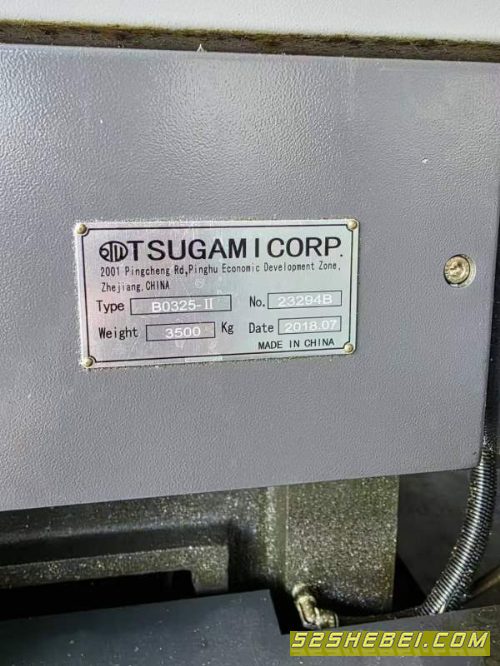 TSUGAMI CORP.
2001 Pingcheng Rd,Pinghu Economic Development Zone,
Zhejiang,CHINA
Type B0325-II No. 23294B
Weight 3500 Kg Date 2018.07
MADE IN CHINA
52SHEBEI.COM